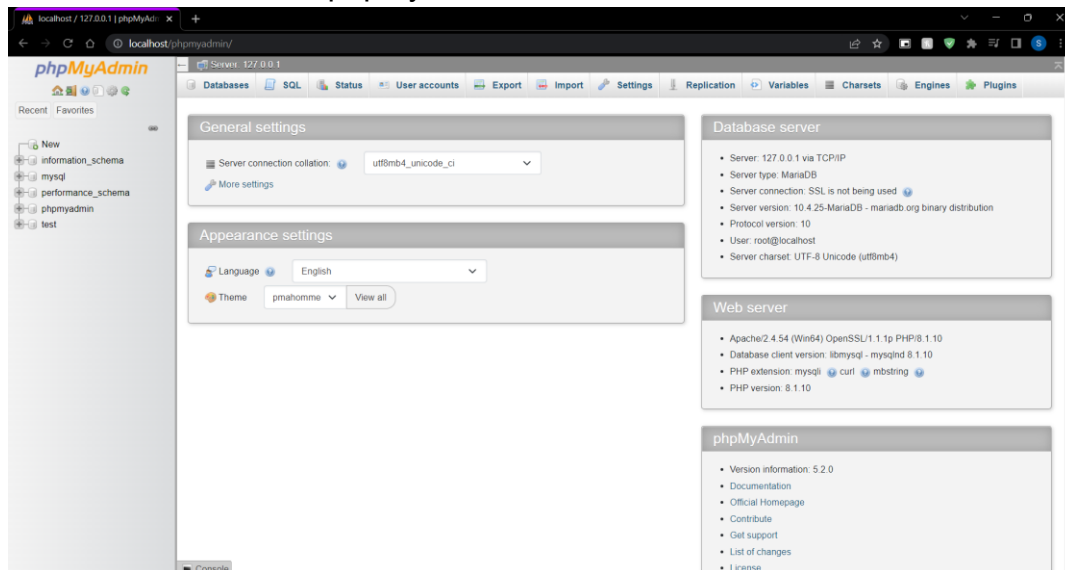 localhost / 127.0.0.1 | phpMyAdm
localhost/phpmyadmin/
S
phpMyAdmin
Recent Favorites
New
information_schema
mysql
performance_schema
phpmyadmin
test
Server: 127.0.0.1
Databases SQL Status User accounts Export Import Settings Replication Variables Charsets Engines Plugins
General settings
Server connection collation: utf8mb4_unicode_ci
More settings
Appearance settings
Language English
Theme pmahomme View all
Database server
Server: 127.0.0.1 via TCP/IP
Server type: MariaDB
Server connection: SSL is not being used
Server version: 10.4.25-MariaDB - mariadb.org binary distribution
Protocol version: 10
User: root@localhost
Server charset: UTF-8 Unicode (utf8mb4)
Web server
Apache/2.4.54 (Win64) OpenSSL/1.1.1p PHP/8.1.10
Database client version: libmysql - mysqlnd 8.1.10
PHP extension: mysqli curl mbstring
PHP version: 8.1.10
phpMyAdmin
Version information: 5.2.0
Documentation
Official Homepage
Contribute
Get support
List of changes
License
Console